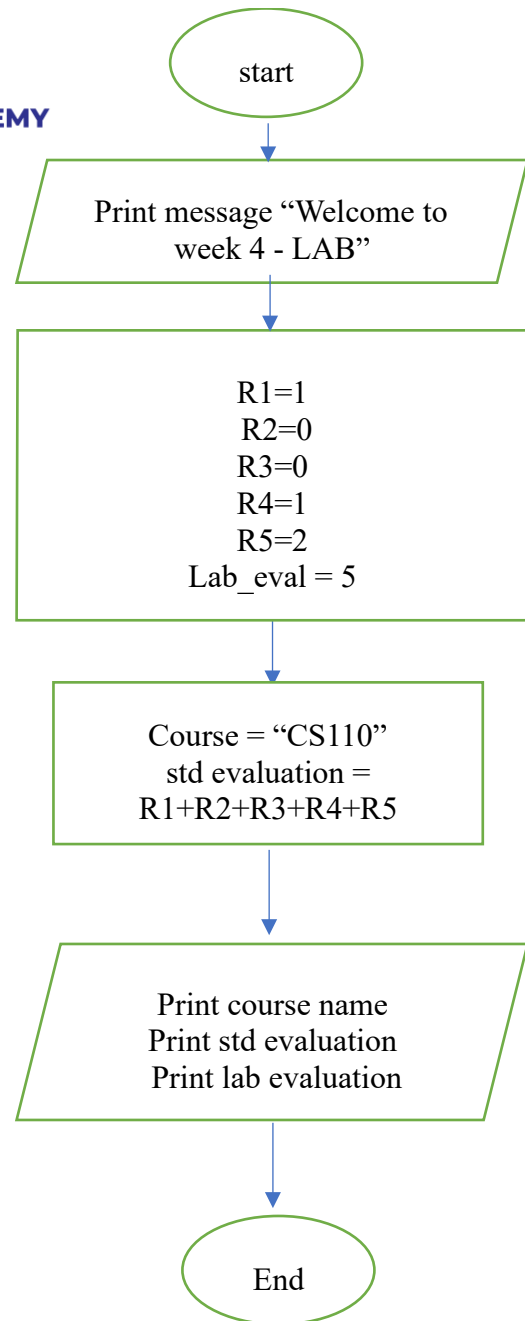 start
EMY
Print message “Welcome to
week 4 - LAB”
R1=1
R2=0
R3=0
R4=1
R5=2
Lab_eval = 5
Course = “CS110”
std evaluation =
R1+R2+R3+R4+R5
Print course name
Print std evaluation
Print lab evaluation
End